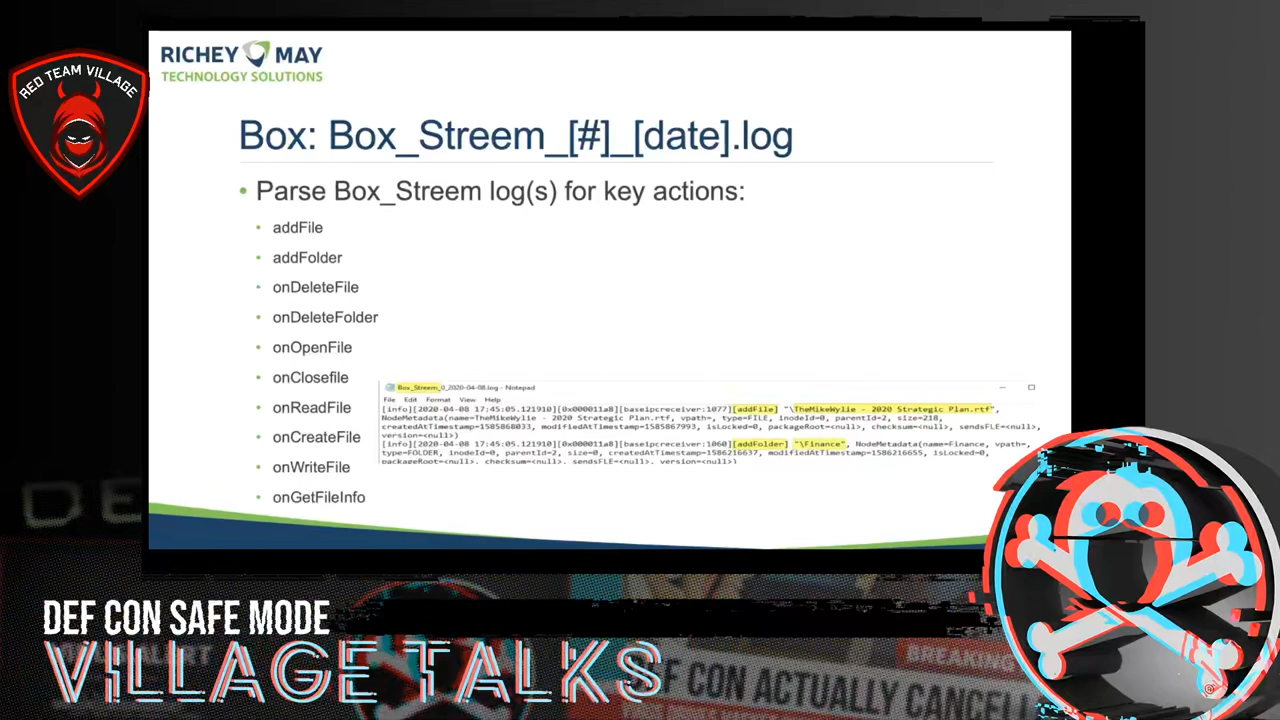 RED TEAM VILLAGE
RICHEY MAY
TECHNOLOGY SOLUTIONS
Box: Box_Streem_[#]_[date].log
• Parse Box_Streem log(s) for key actions:
• addFile
• addFolder
• onDeleteFile
• onDeleteFolder
• onOpenFile
• onClosefile
• onReadFile
• onCreateFile
• onWriteFile
• onGetFileInfo
Box_Streem_0_2020-04-08.log - Notepad
File Edit Format View Help
[info][2020-04-08 17:45:05.121910][0x000011a8][baseipcreceiver:1077][addFile] "\TheMikeWylie - 2020 Strategic Plan.rtf",
NodeMetadata(name=TheMikeWylie - 2020 Strategic Plan.rtf, vpath=, type=FILE, inodeId=0, parentId=2, size=218,
createdAtTimestamp=1585868033, modifiedAtTimestamp=1585867993, isLocked=0, packageRoot=<null>, checksum=<null>, sendsFLE=<null>,
version=<null>)
[info][2020-04-08 17:45:05.121910][0x000011a8][baseipcreceiver:1060][addFolder] "\Finance", NodeMetadata(name=Finance, vpath=,
type=FOLDER, inodeId=0, parentId=2, size=0, createdAtTimestamp=1586216637, modifiedAtTimestamp=1586216655, isLocked=0,
packageRoot=<null>, checksum=<null>, sendsFLE=<null>, version=<null>)
DEF CON SAFE MODE
VILLAGE TALKS
BREAKING
DEF CON ACTUALLY CANCELL